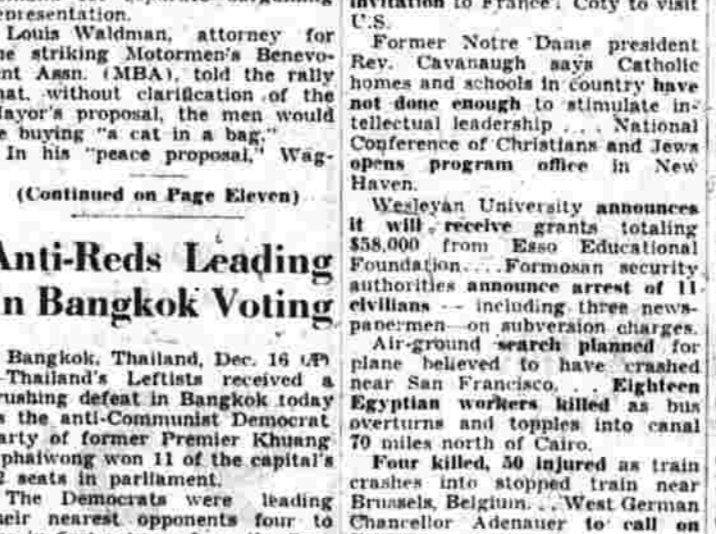 epresentation.
Louis Waldman, attorney for
he striking Motormen's Benevo-
ent Assn. (MBA), told the rally
hat, without clarification of the
Mayor's proposal, the men would
e buying "a cat in a bag."
In his "peace proposal," Wag-
(Continued on Page Eleven)
Anti-Reds Leading
In Bangkok Voting
Bangkok, Thailand, Dec. 16 (AP)
—Thailand's Leftists received a
rushing defeat in Bangkok today
s the anti-Communist Democrat
arty of former Premier Khuang
phaiwong won 11 of the capital's
2 seats in parliament.
The Democrats were leading
heir nearest opponents four to
invitation to France. Coty to visit
U.S.
Former Notre Dame president
Rev. Cavanaugh says Catholic
homes and schools in country have
not done enough to stimulate in-
tellectual leadership ... National
Conference of Christians and Jews
opens program office in New
Haven.
Wesleyan University announces
it will receive grants totaling
$58,000 from Esso Educational
Foundation.... Formosan security
authorities announce arrest of 11
civilians — including three news-
papermen—on subversion charges.
Air-ground search planned for
plane believed to have crashed
near San Francisco. . . Eighteen
Egyptian workers killed as bus
overturns and topples into canal
70 miles north of Cairo.
Four killed, 50 injured as train
crashes into stopped train near
Brussels, Belgium... West German
Chancellor Adenauer to call on